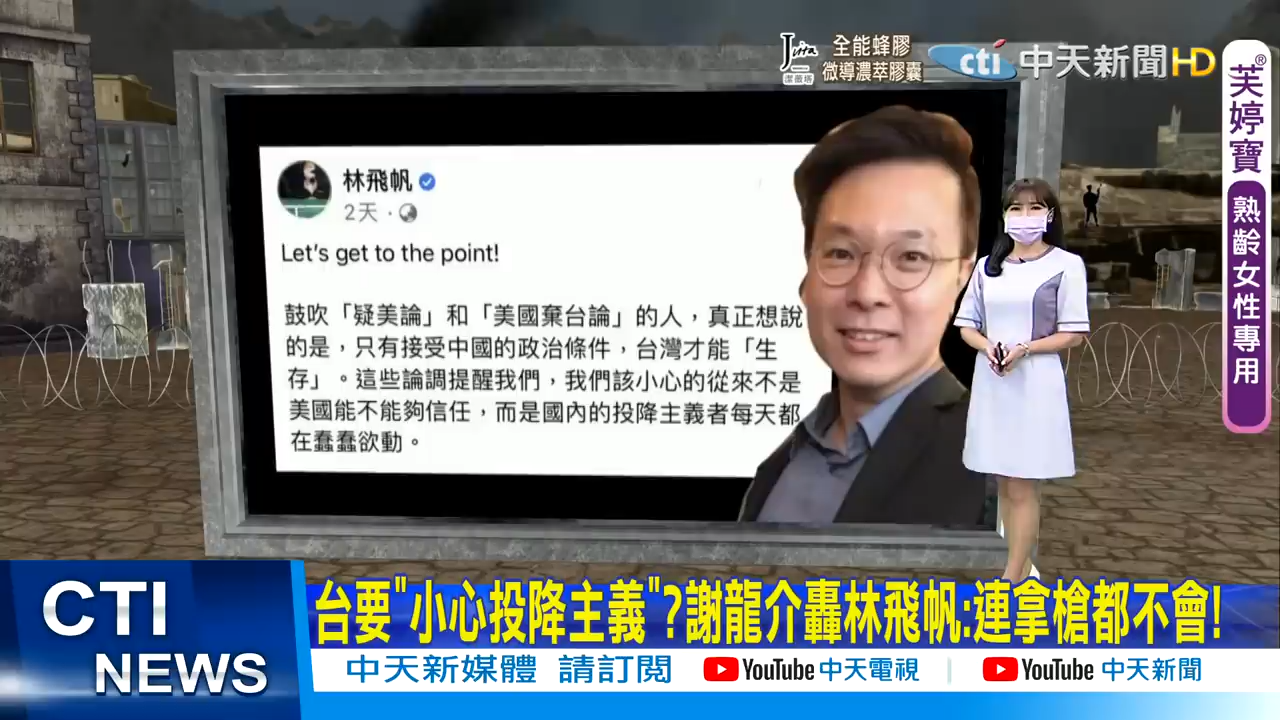 Jvita
潔薇塔
全能蜂膠
微導濃萃膠囊
cti 中天新聞HD
芙婷寶®
熟齡女性專用
林飛帆
2天 ·
Let's get to the point!
鼓吹「疑美論」和「美國棄台論」的人，真正想說
的是，只有接受中國的政治條件，台灣才能「生
存」。這些論調提醒我們，我們該小心的從來不是
美國能不能夠信任，而是國內的投降主義者每天都
在蠢蠢欲動。
CTI
NEWS
台要"小心投降主義"?謝龍介轟林飛帆:連拿槍都不會!
中天新媒體 請訂閱 YouTube 中天電視 | YouTube 中天新聞